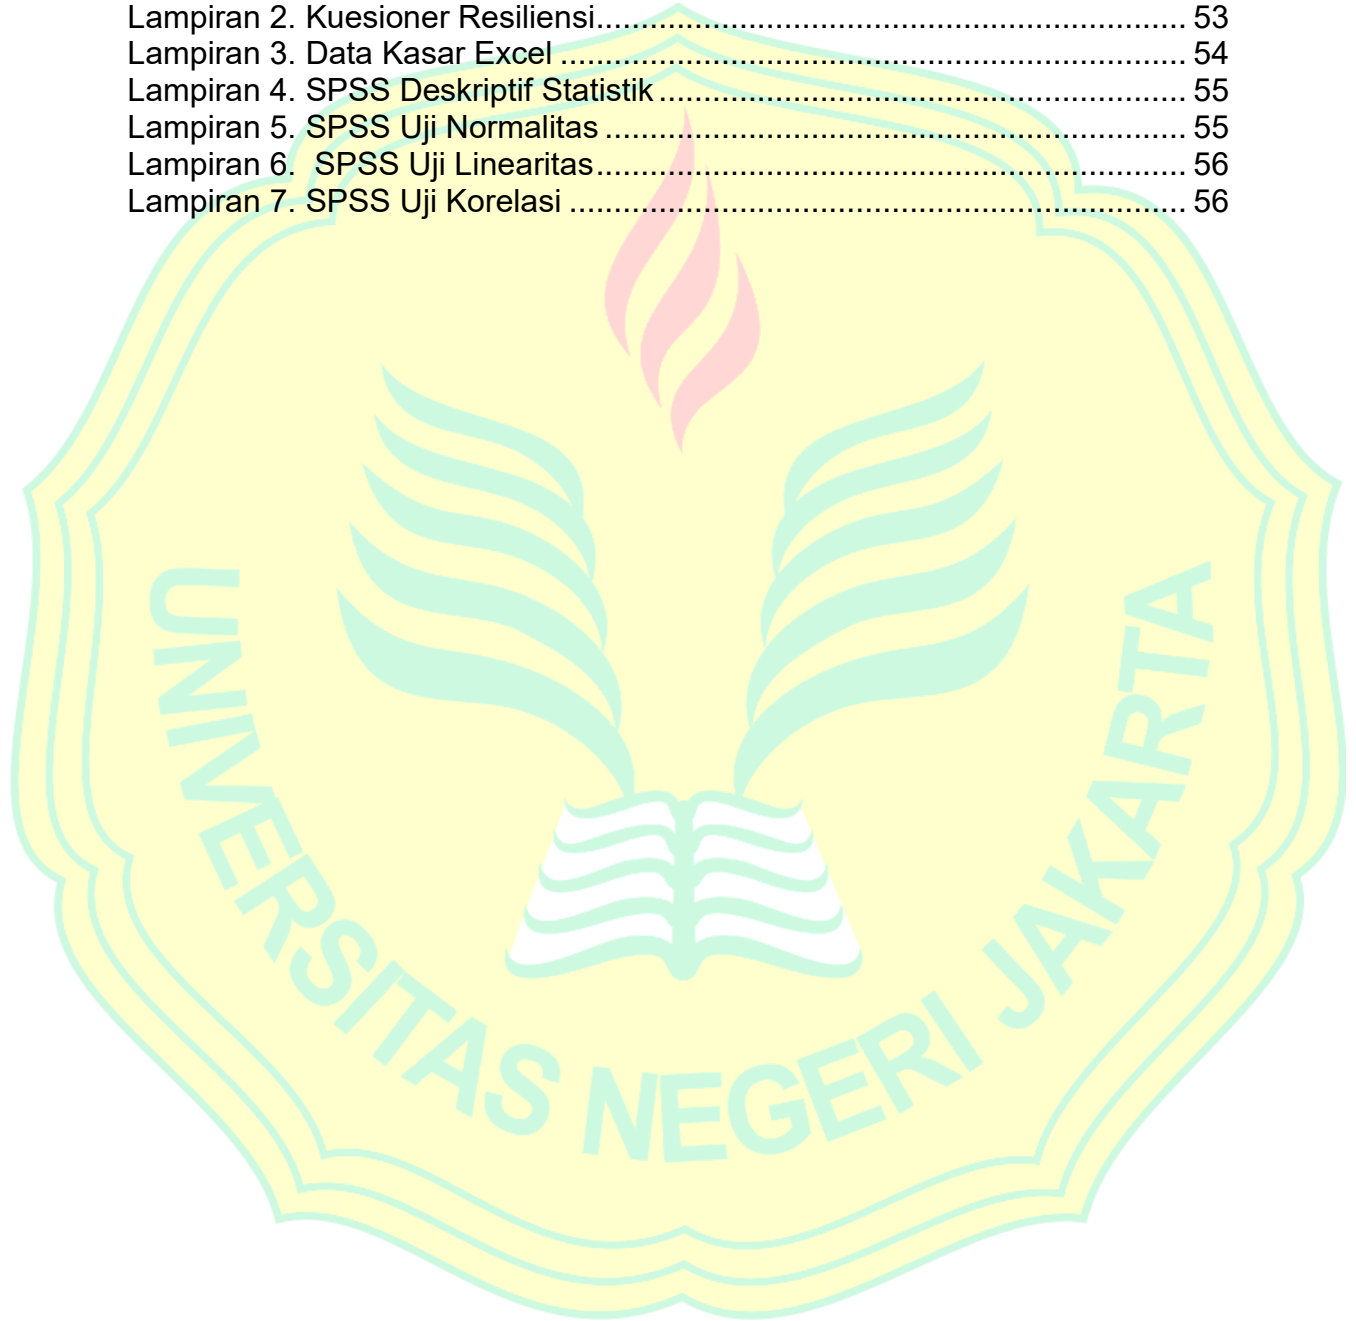 Lampiran 2. Kuesioner Resiliensi.................................................................. 53
Lampiran 3. Data Kasar Excel ...................................................................... 54
Lampiran 4. SPSS Deskriptif Statistik ........................................................... 55
Lampiran 5. SPSS Uji Normalitas ................................................................. 55
Lampiran 6.  SPSS Uji Linearitas.................................................................. 56
Lampiran 7. SPSS Uji Korelasi ..................................................................... 56
UNIVERSITAS NEGERI JAKARTA